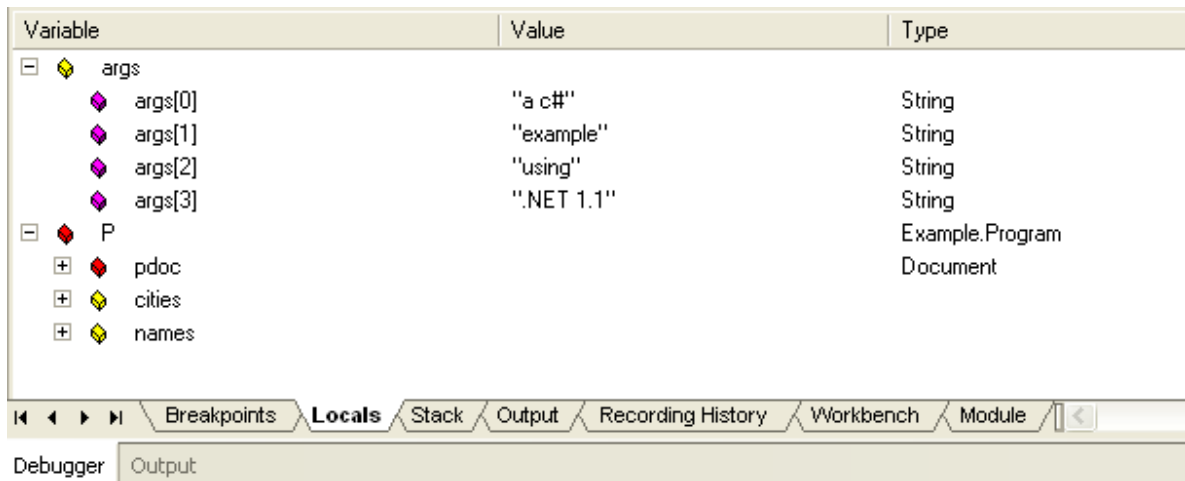 Variable Value Type
args
args[0] "a c#" String
args[1] "example" String
args[2] "using" String
args[3] ".NET 1.1" String
P Example.Program
pdoc Document
cities
names
Breakpoints Locals Stack Output Recording History Workbench Module
Debugger Output